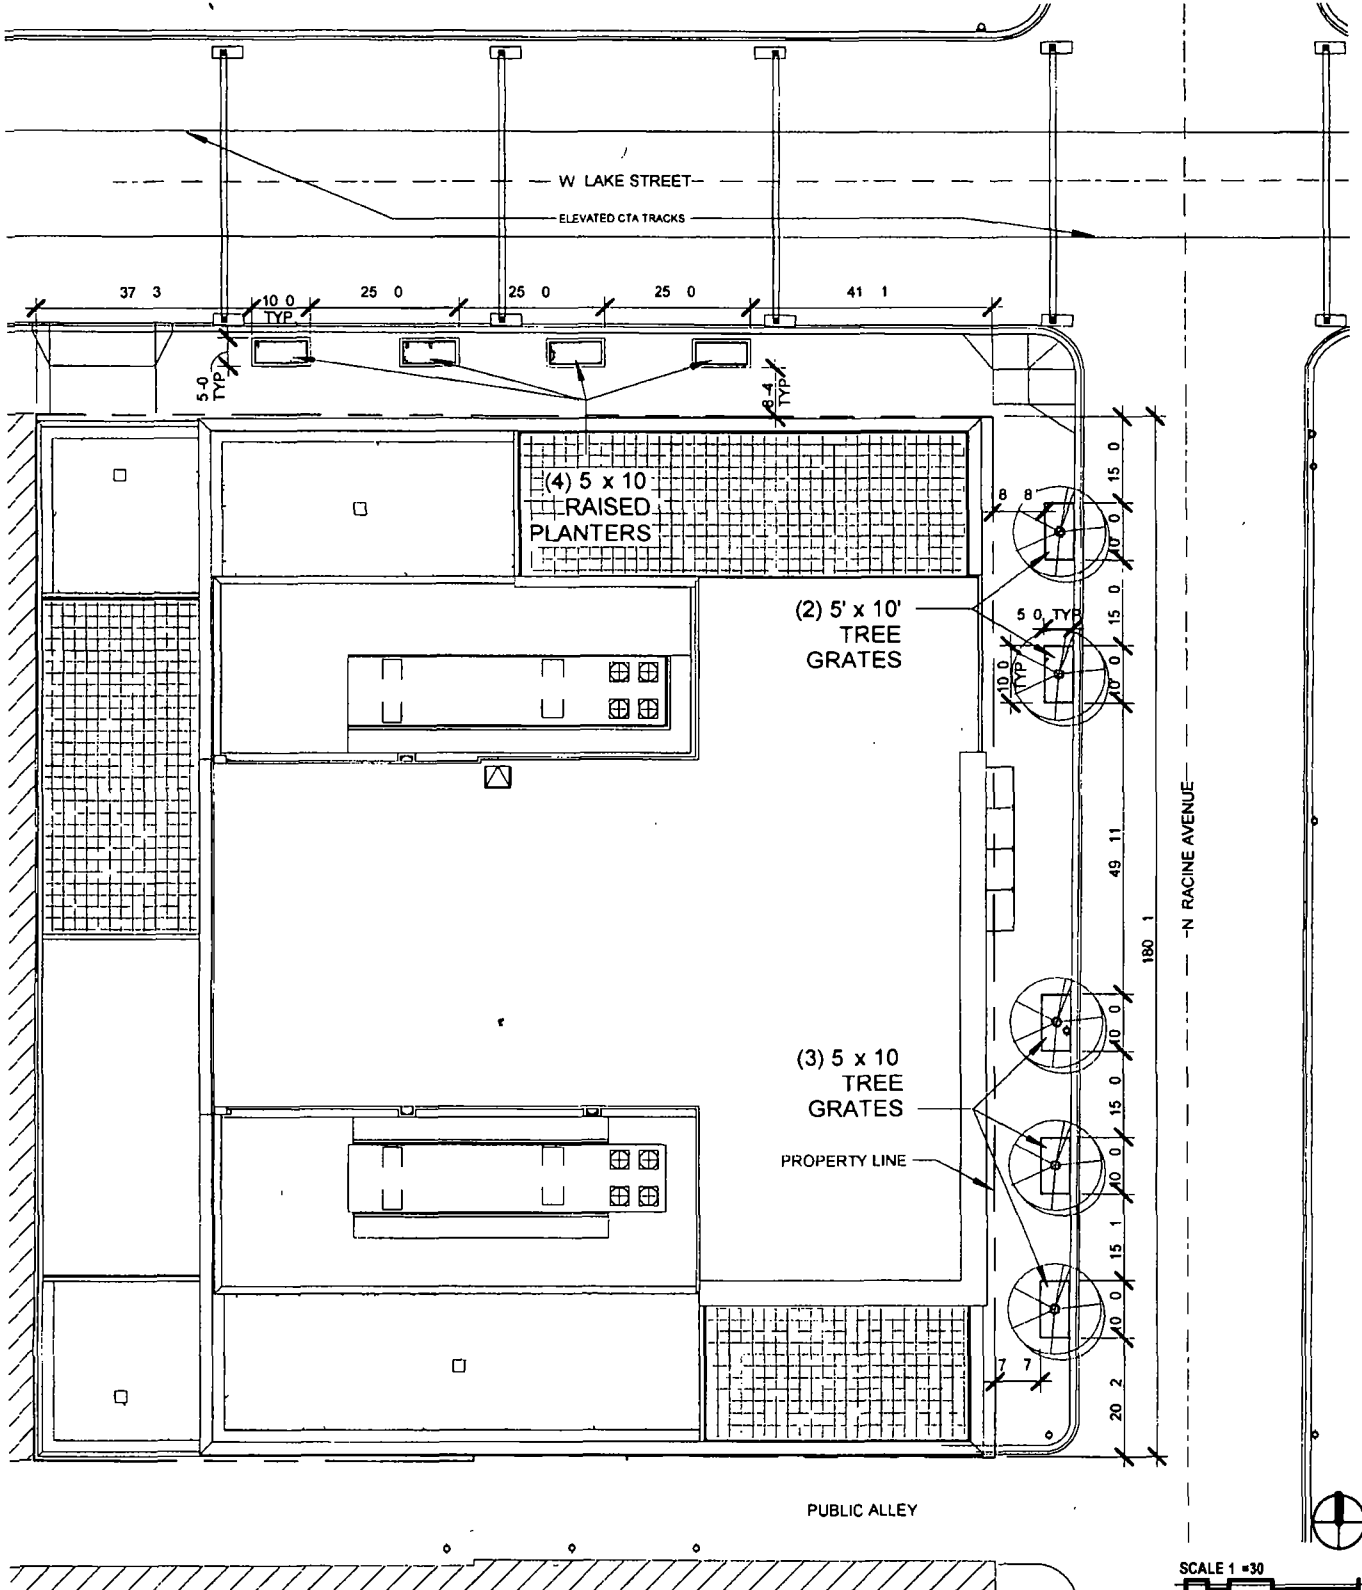 W LAKE STREET
ELEVATED CTA TRACKS
37 3
10 0
TYP
25 0
25 0
25 0
41 1
5-0
TYP
8-4
TYP
(4) 5 x 10
RAISED
PLANTERS
8 8
15 0
10 0
(2) 5' x 10'
TREE
GRATES
15 0
5 0 TYP
10 0
TYP
10 0
49 11
180 1
N RACINE AVENUE
10 0
(3) 5 x 10
TREE
GRATES
15 0
PROPERTY LINE
10 0
15 1
10 0
7 7
20 2
PUBLIC ALLEY
SCALE 1 =30